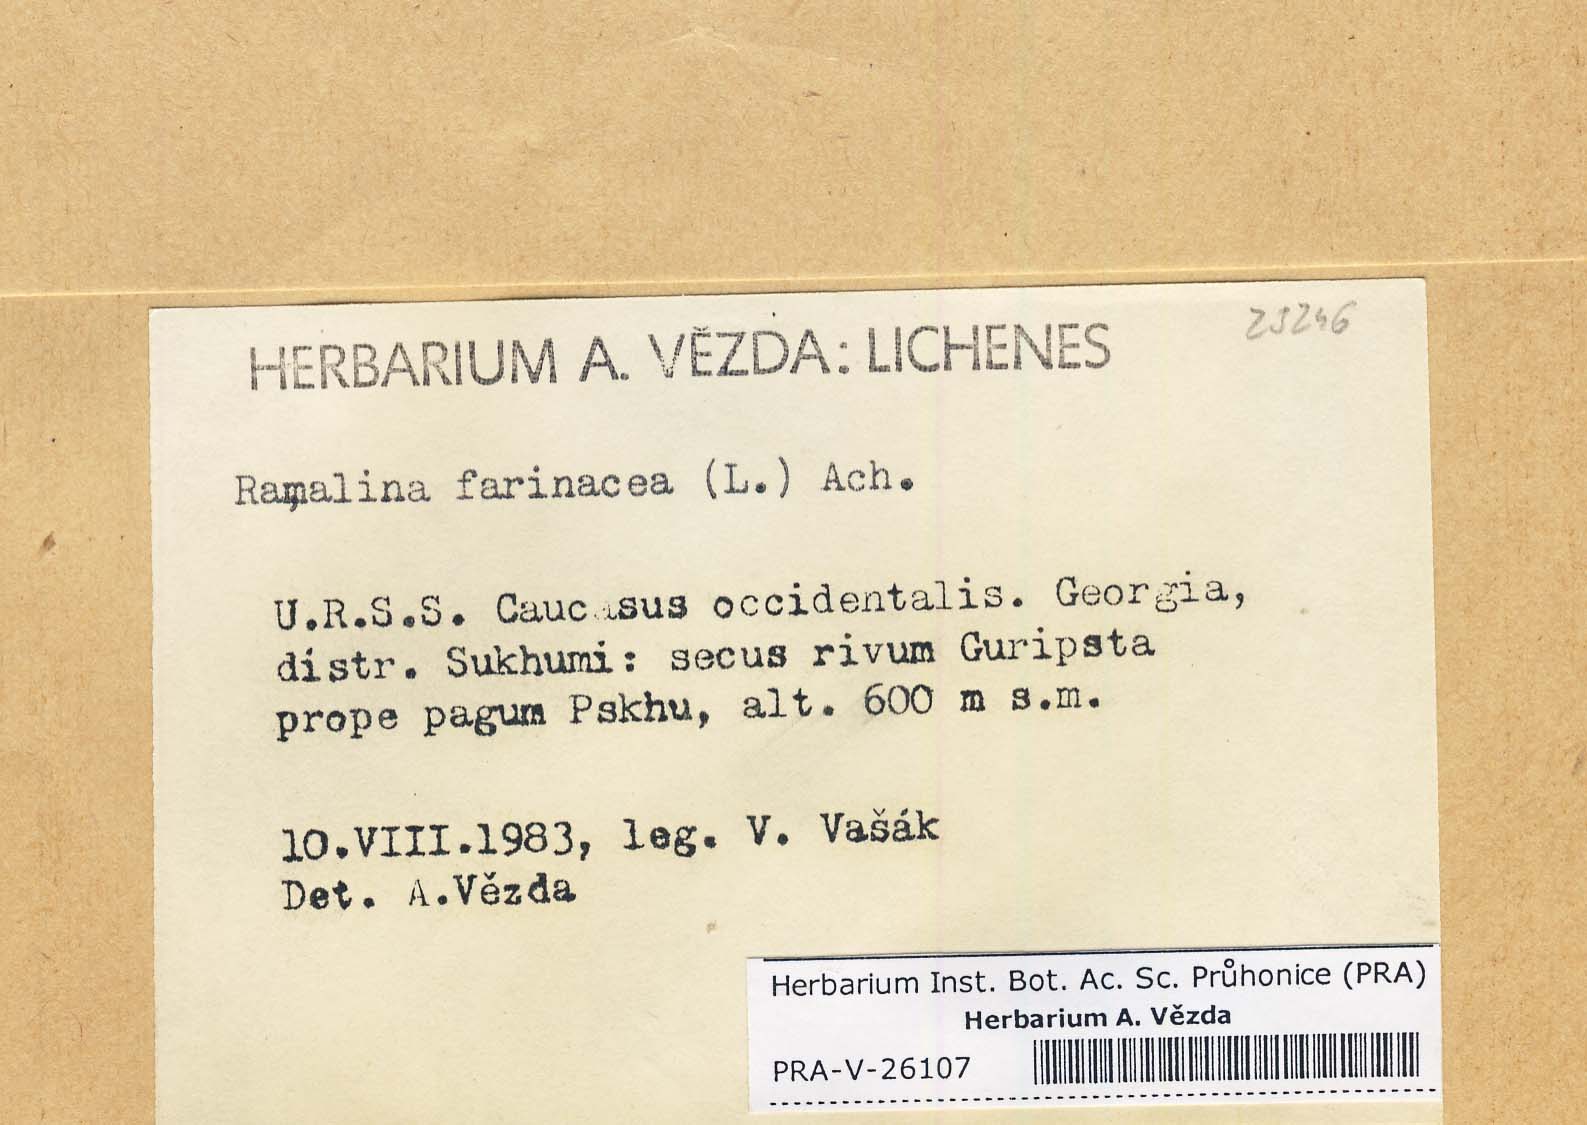 25246
HERBARIUM A. VĚZDA: LICHENES
Ramalina farinacea (L.) Ach.
U.R.S.S. Caucasus occidentalis. Georgia,
distr. Sukhumi: secus rivum Guripsta
prope pagum Pskhu, alt. 600 m s.m.
10.VIII.1983, leg. V. Vašák
Det. A.Vězda
Herbarium Inst. Bot. Ac. Sc. Průhonice (PRA)
Herbarium A. Vězda
PRA-V-26107